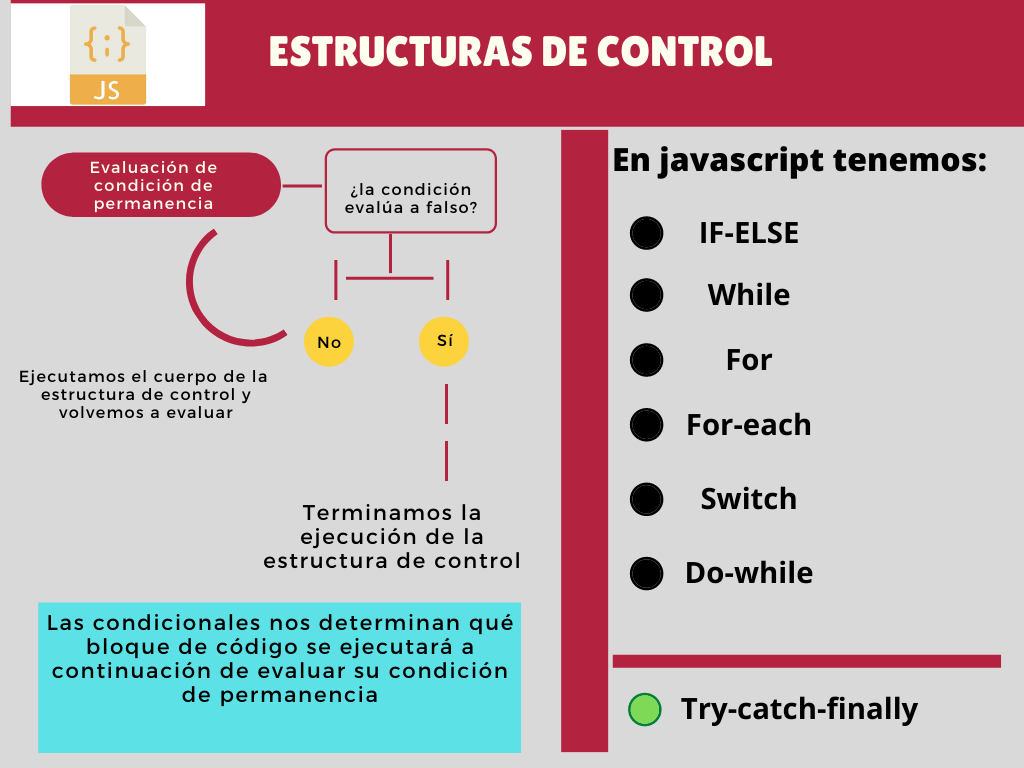 {;}
JS
ESTRUCTURAS DE CONTROL
Evaluación de
condición de
permanencia
¿la condición
evalúa a falso?
No
Sí
Ejecutamos el cuerpo de la
estructura de control y
volvemos a evaluar
Terminamos la
ejecución de la
estructura de control
Las condicionales nos determinan qué
bloque de código se ejecutará a
continuación de evaluar su condición
de permanencia
En javascript tenemos:
IF-ELSE
While
For
For-each
Switch
Do-while
Try-catch-finally